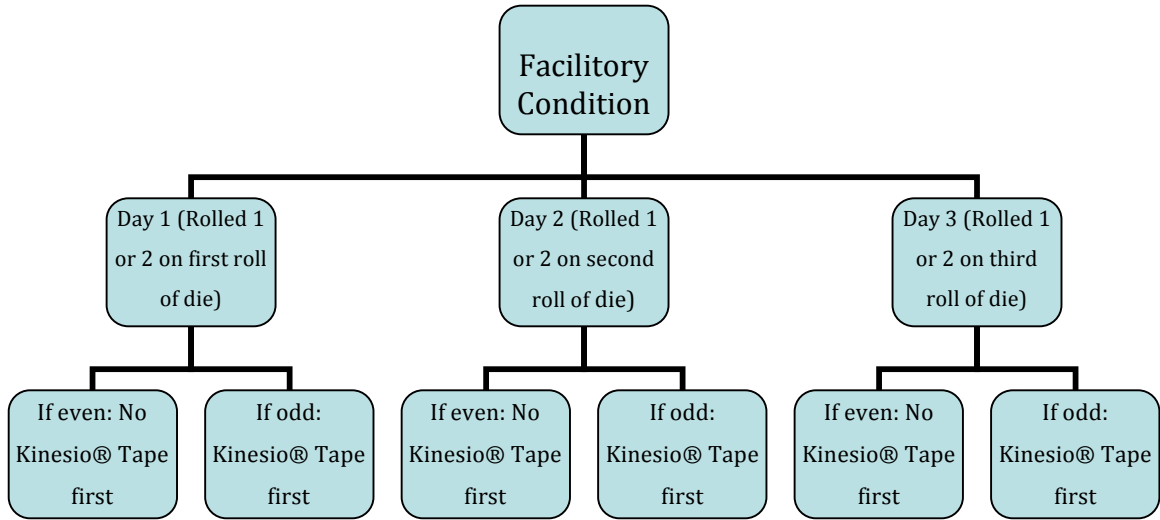 Facilitory
Condition
Day 1 (Rolled 1
or 2 on first roll
of die)
Day 2 (Rolled 1
or 2 on second
roll of die)
Day 3 (Rolled 1
or 2 on third
roll of die)
If even: No
Kinesio® Tape
first
If odd:
Kinesio® Tape
first
If even: No
Kinesio® Tape
first
If odd:
Kinesio® Tape
first
If even: No
Kinesio® Tape
first
If odd:
Kinesio® Tape
first